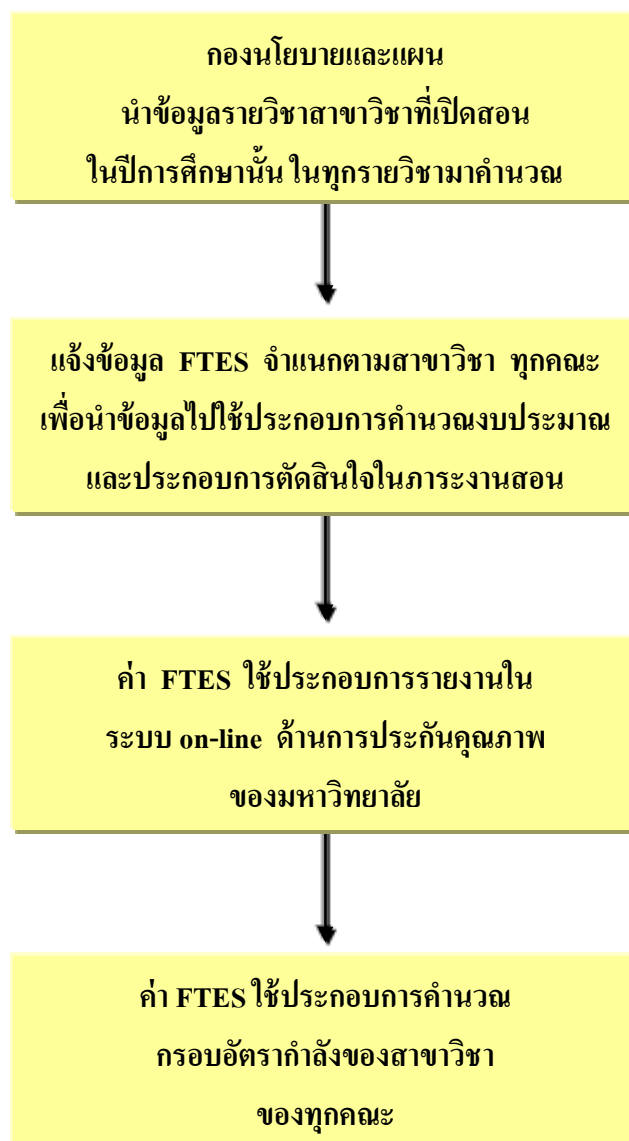 กองนโยบายและแผน
นำข้อมูลรายวิชาสาขาวิชาที่เปิดสอน
ในปีการศึกษานั้น ในทุกรายวิชามาคำนวณ
แจ้งข้อมูล FTES จำแนกตามสาขาวิชา ทุกคณะ
เพื่อนำข้อมูลไปใช้ประกอบการคำนวณงบประมาณ
และประกอบการตัดสินใจในภาระงานสอน
ค่า FTES ใช้ประกอบการรายงานใน
ระบบ on-line ด้านการประกันคุณภาพ
ของมหาวิทยาลัย
ค่า FTES ใช้ประกอบการคำนวณ
กรอบอัตรากำลังของสาขาวิชา
ของทุกคณะ